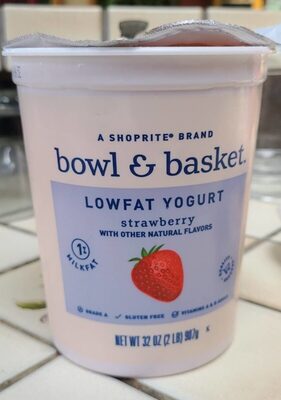 A SHOPRITE® BRAND
bowl & basket.
LOWFAT YOGURT
strawberry
WITH OTHER NATURAL FLAVORS
1%
MILKFAT
GRADE A ✓ GLUTEN FREE ✓ VITAMINS A &
NET WT 32 OZ (2 LB) 907g K